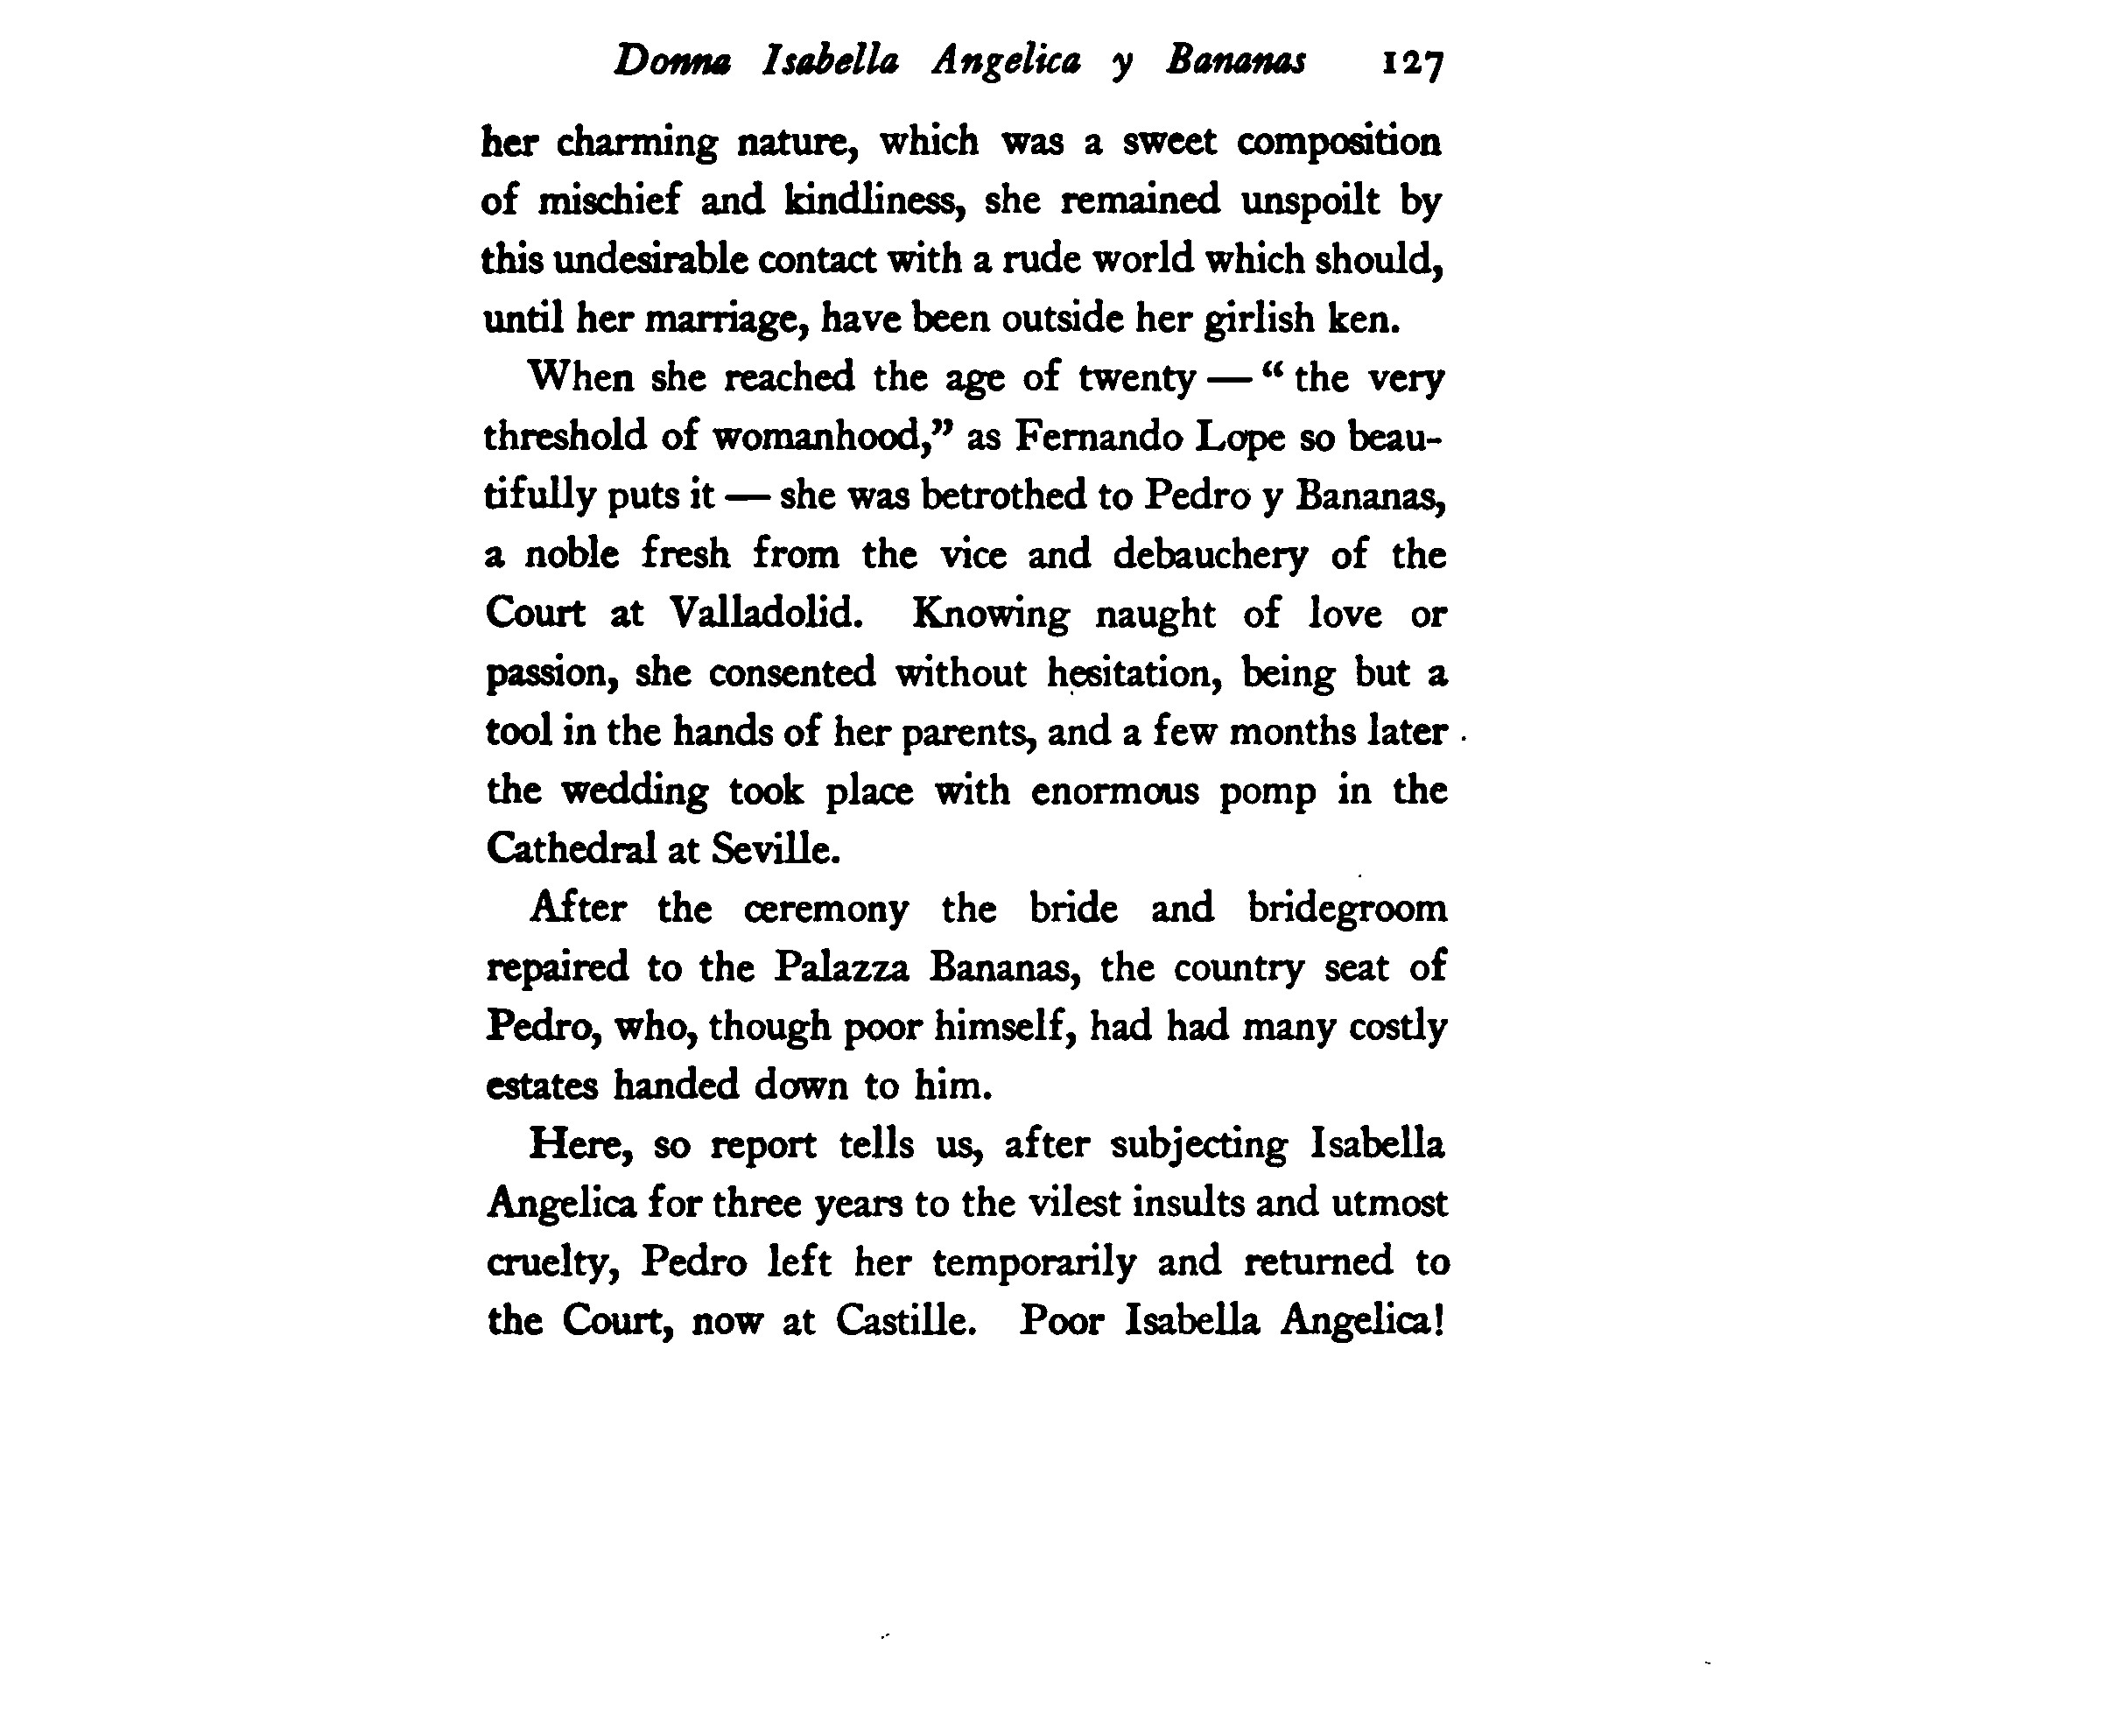 Donna Isabella Angelica y Bananas 127
her charming nature, which was a sweet composition
of mischief and kindliness, she remained unspoilt by
this undesirable contact with a rude world which should,
until her marriage, have been outside her girlish ken.
When she reached the age of twenty — “ the very
threshold of womanhood,” as Fernando Lope so beau-
tifully puts it — she was betrothed to Pedro y Bananas,
a noble fresh from the vice and debauchery of the
Court at Valladolid. Knowing naught of love or
passion, she consented without hesitation, being but a
tool in the hands of her parents, and a few months later
the wedding took place with enormous pomp in the
Cathedral at Seville.
After the ceremony the bride and bridegroom
repaired to the Palazza Bananas, the country seat of
Pedro, who, though poor himself, had had many costly
estates handed down to him.
Here, so report tells us, after subjecting Isabella
Angelica for three years to the vilest insults and utmost
cruelty, Pedro left her temporarily and returned to
the Court, now at Castille. Poor Isabella Angelica!